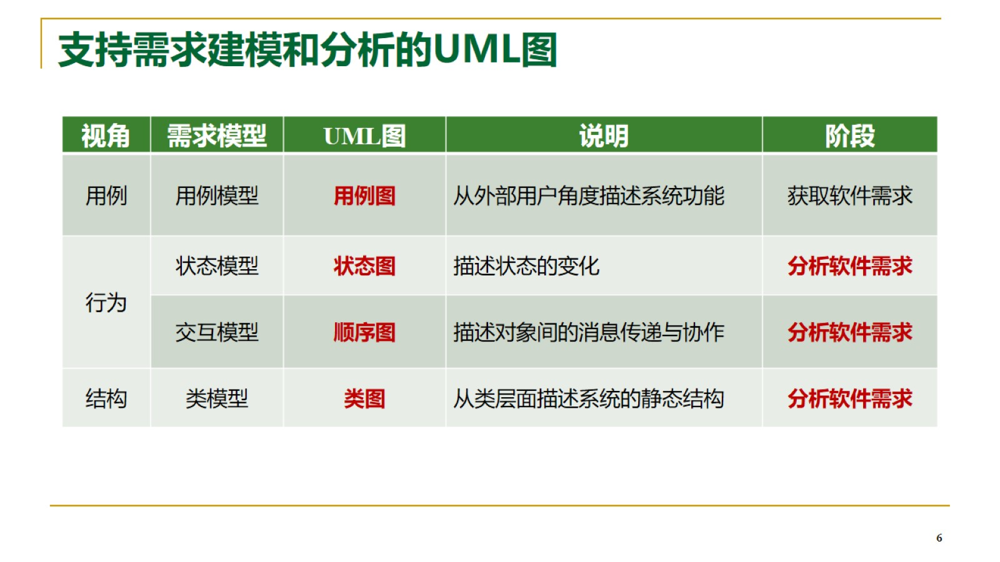 支持需求建模和分析的UML图
视角 需求模型 UML图 说明 阶段
用例 用例模型 用例图 从外部用户角度描述系统功能 获取软件需求
行为 状态模型 状态图 描述状态的变化 分析软件需求
交互模型 顺序图 描述对象间的消息传递与协作 分析软件需求
结构 类模型 类图 从类层面描述系统的静态结构 分析软件需求
6